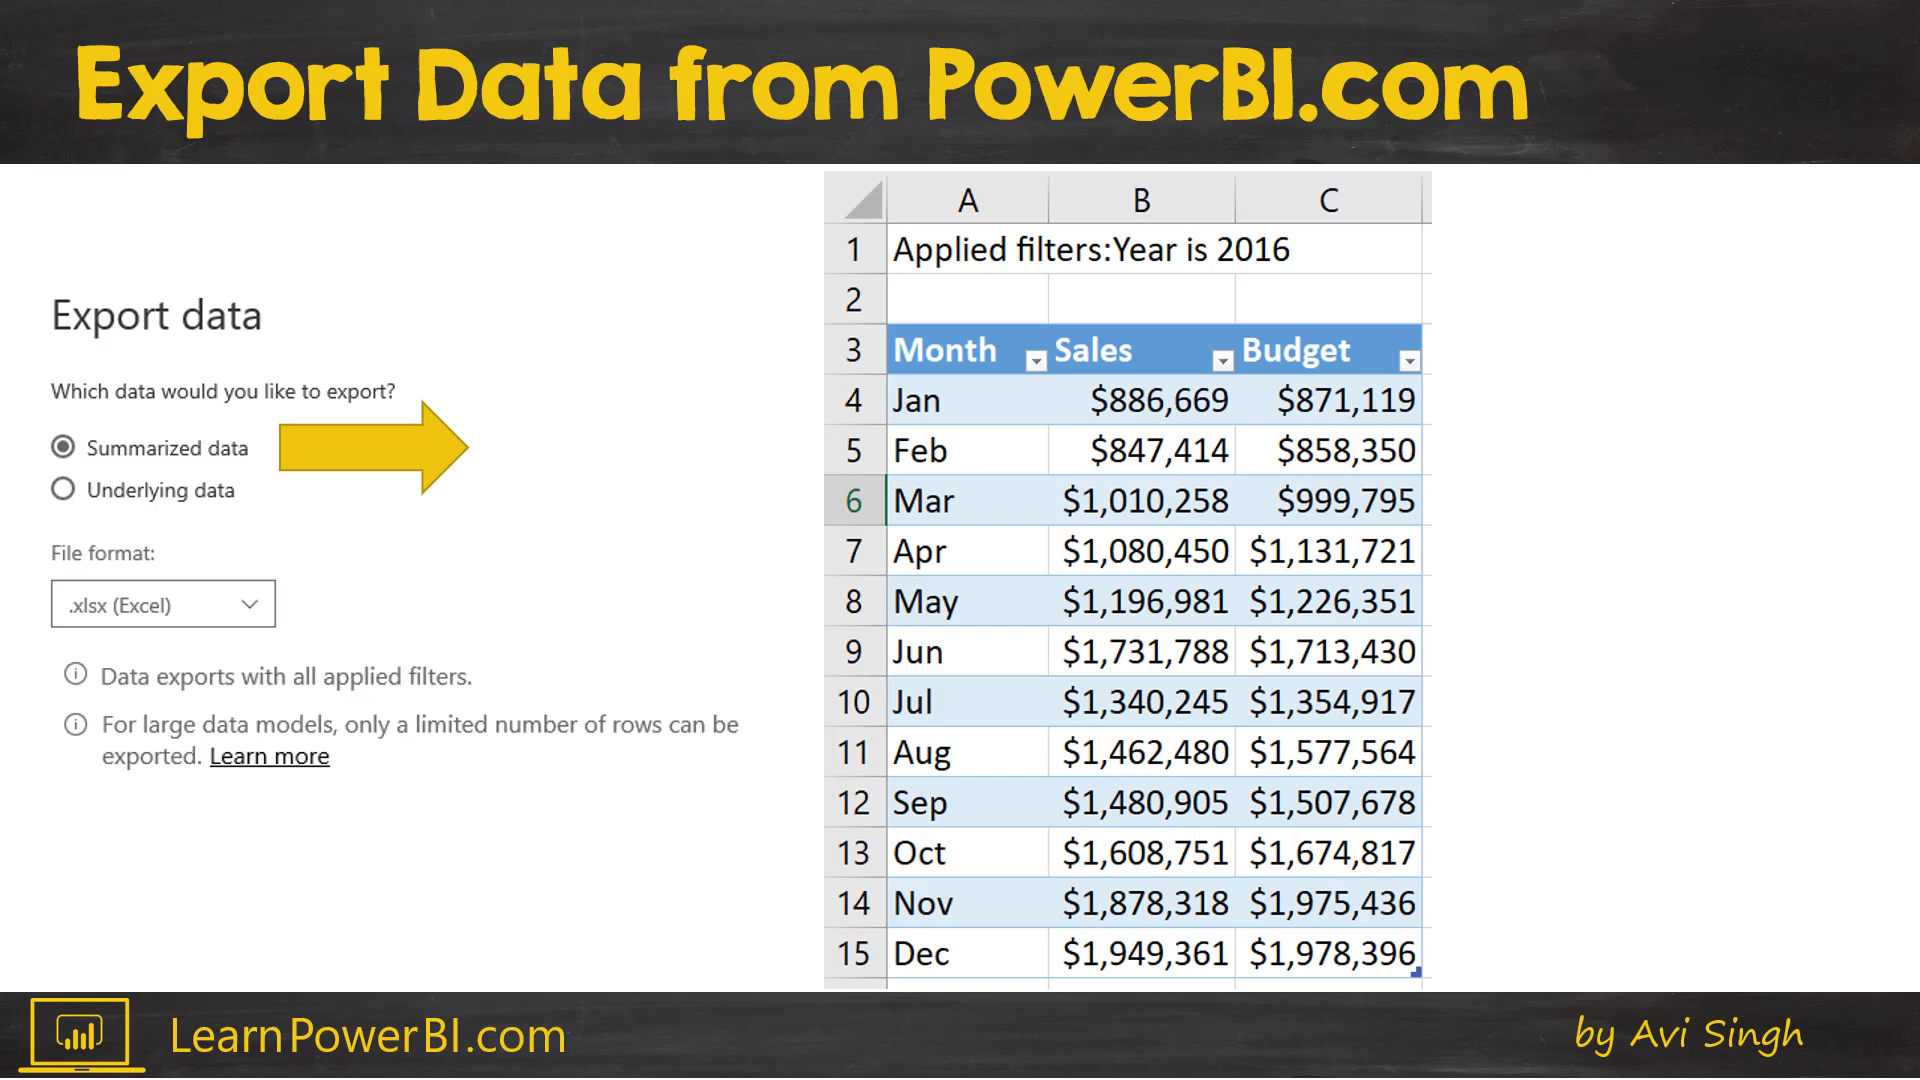 Export Data from PowerBI.com
Export data
Which data would you like to export?
Summarized data
Underlying data
File format:
.xlsx (Excel)
Data exports with all applied filters.
For large data models, only a limited number of rows can be
exported. Learn more
A B C
1 Applied filters:Year is 2016
2
3 Month Sales Budget
4 Jan $886,669 $871,119
5 Feb $847,414 $858,350
6 Mar $1,010,258 $999,795
7 Apr $1,080,450 $1,131,721
8 May $1,196,981 $1,226,351
9 Jun $1,731,788 $1,713,430
10 Jul $1,340,245 $1,354,917
11 Aug $1,462,480 $1,577,564
12 Sep $1,480,905 $1,507,678
13 Oct $1,608,751 $1,674,817
14 Nov $1,878,318 $1,975,436
15 Dec $1,949,361 $1,978,396
LearnPowerBI.com
by Avi Singh